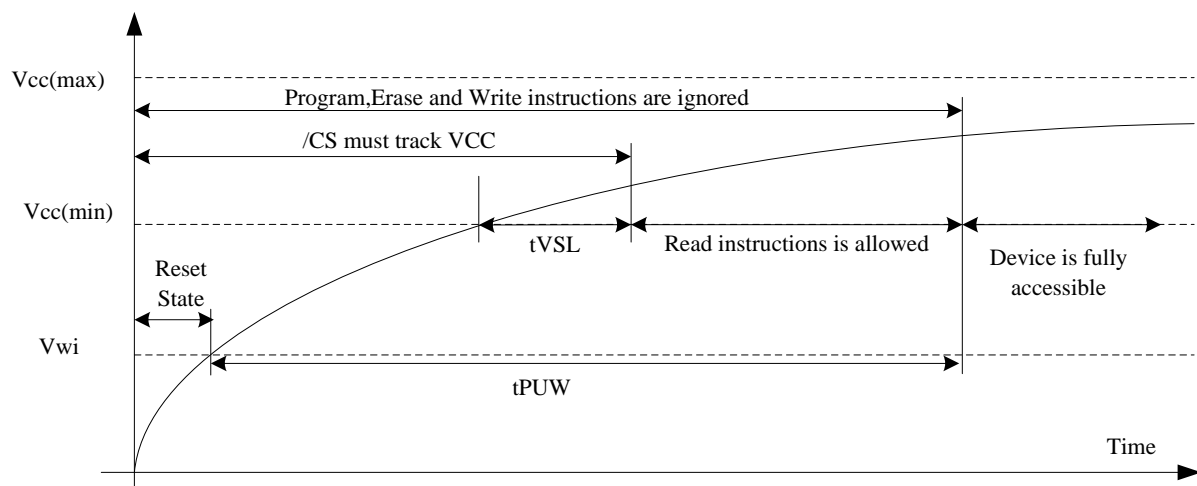 Vcc(max)
Program,Erase and Write instructions are ignored
/CS must track VCC
Vcc(min)
tVSL
Read instructions is allowed
Device is fully
accessible
Reset
State
Vwi
tPUW
Time